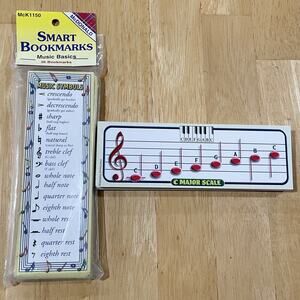 McK1150
McDONALD
SMART
BOOKMARKS
Music Basics
36 Bookmarks
MUSIC SYMBOLS
crescendo
decrescendo
sharp
flat
natural
treble clef
bass clef
whole note
half note
quarter note
eighth note
whole rest
half rest
quarter rest
eighth rest
C D E F G A B C
C D E F G A B C
C MAJOR SCALE